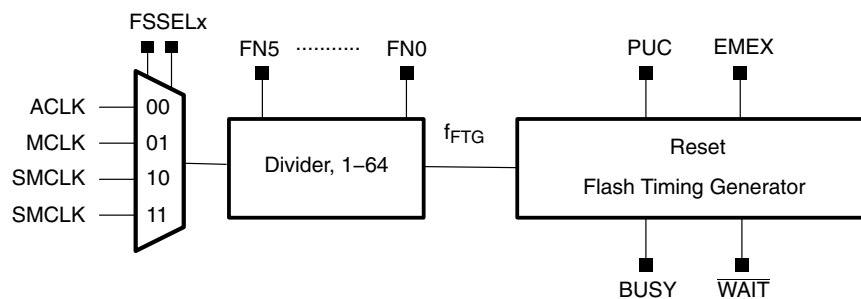 FSSELx
FN5 ........... FN0
PUC EMEX
ACLK 00
MCLK 01
SMCLK 10
SMCLK 11
Divider, 1–64
fFTG
Reset
Flash Timing Generator
BUSY WAIT